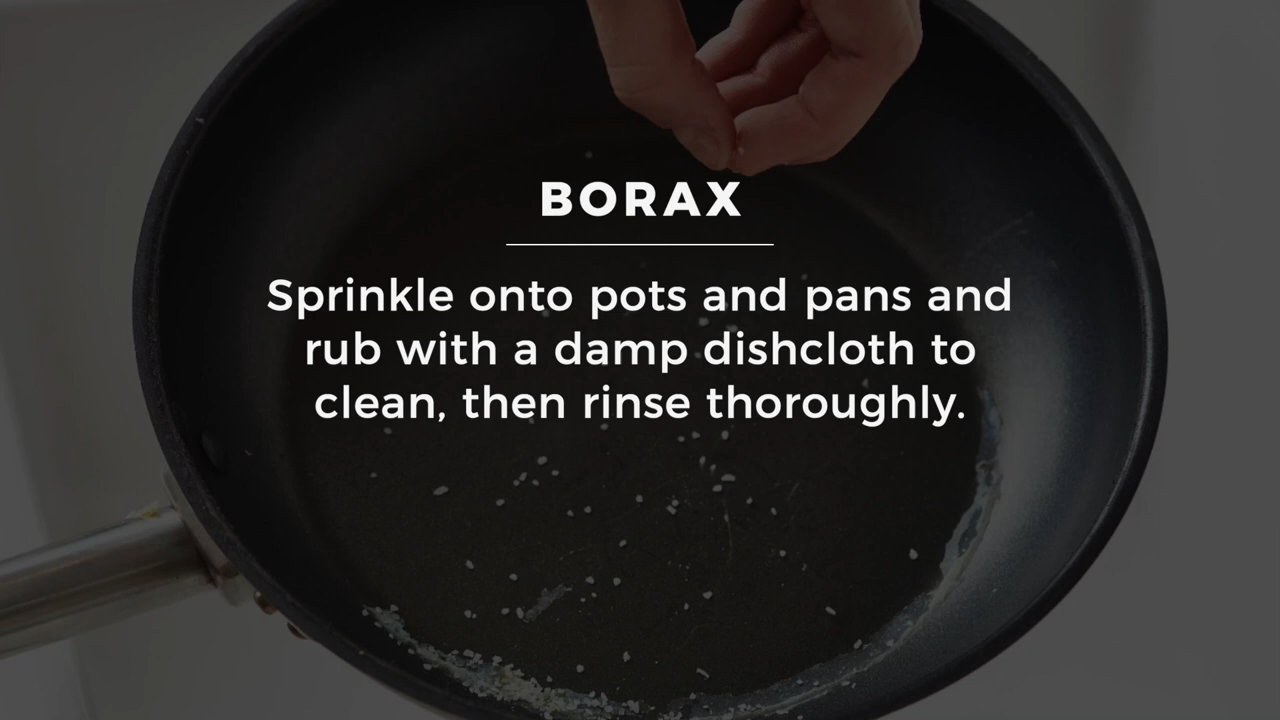 BORAX
Sprinkle onto pots and pans and
rub with a damp dishcloth to
clean, then rinse thoroughly.